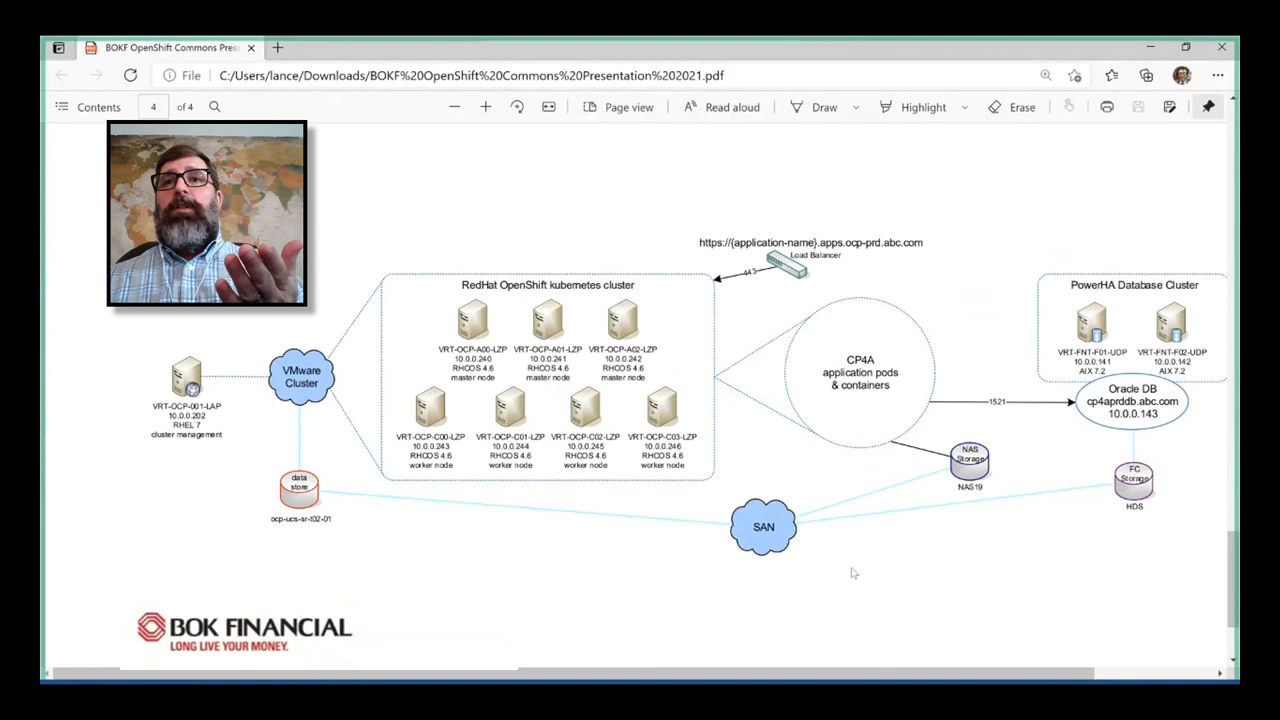 BOKF OpenShift Commons Prese
File
C:/Users/lance/Downloads/BOKF%20OpenShift%20Commons%20Presentation%202021.pdf
Contents
4
of 4
Page view
Read aloud
Draw
Highlight
Erase
https://{application-name}.apps.ocp-prd.abc.com
Load Balancer
443
RedHat OpenShift kubernetes cluster
VRT-OCP-A00-LZP
10.0.0.240
RHCOS 4.6
master node
VRT-OCP-A01-LZP
10.0.0.241
RHCOS 4.6
master node
VRT-OCP-A02-LZP
10.0.0.242
RHCOS 4.6
master node
VRT-OCP-C00-LZP
10.0.0.243
RHCOS 4.6
worker node
VRT-OCP-C01-LZP
10.0.0.244
RHCOS 4.6
worker node
VRT-OCP-C02-LZP
10.0.0.245
RHCOS 4.6
worker node
VRT-OCP-C03-LZP
10.0.0.246
RHCOS 4.6
worker node
VRT-OCP-001-LAP
10.0.0.202
RHEL 7
cluster management
VMware
Cluster
data
store
ocp-ucs-sr-t02-01
CP4A
application pods
& containers
1521
PowerHA Database Cluster
VRT-FNT-F01-UDP
10.0.0.141
AIX 7.2
VRT-FNT-F02-UDP
10.0.0.142
AIX 7.2
Oracle DB
cp4aprddb.abc.com
10.0.0.143
NAS
Storage
NAS19
FC
Storage
HDS
SAN
BOK FINANCIAL
LONG LIVE YOUR MONEY.